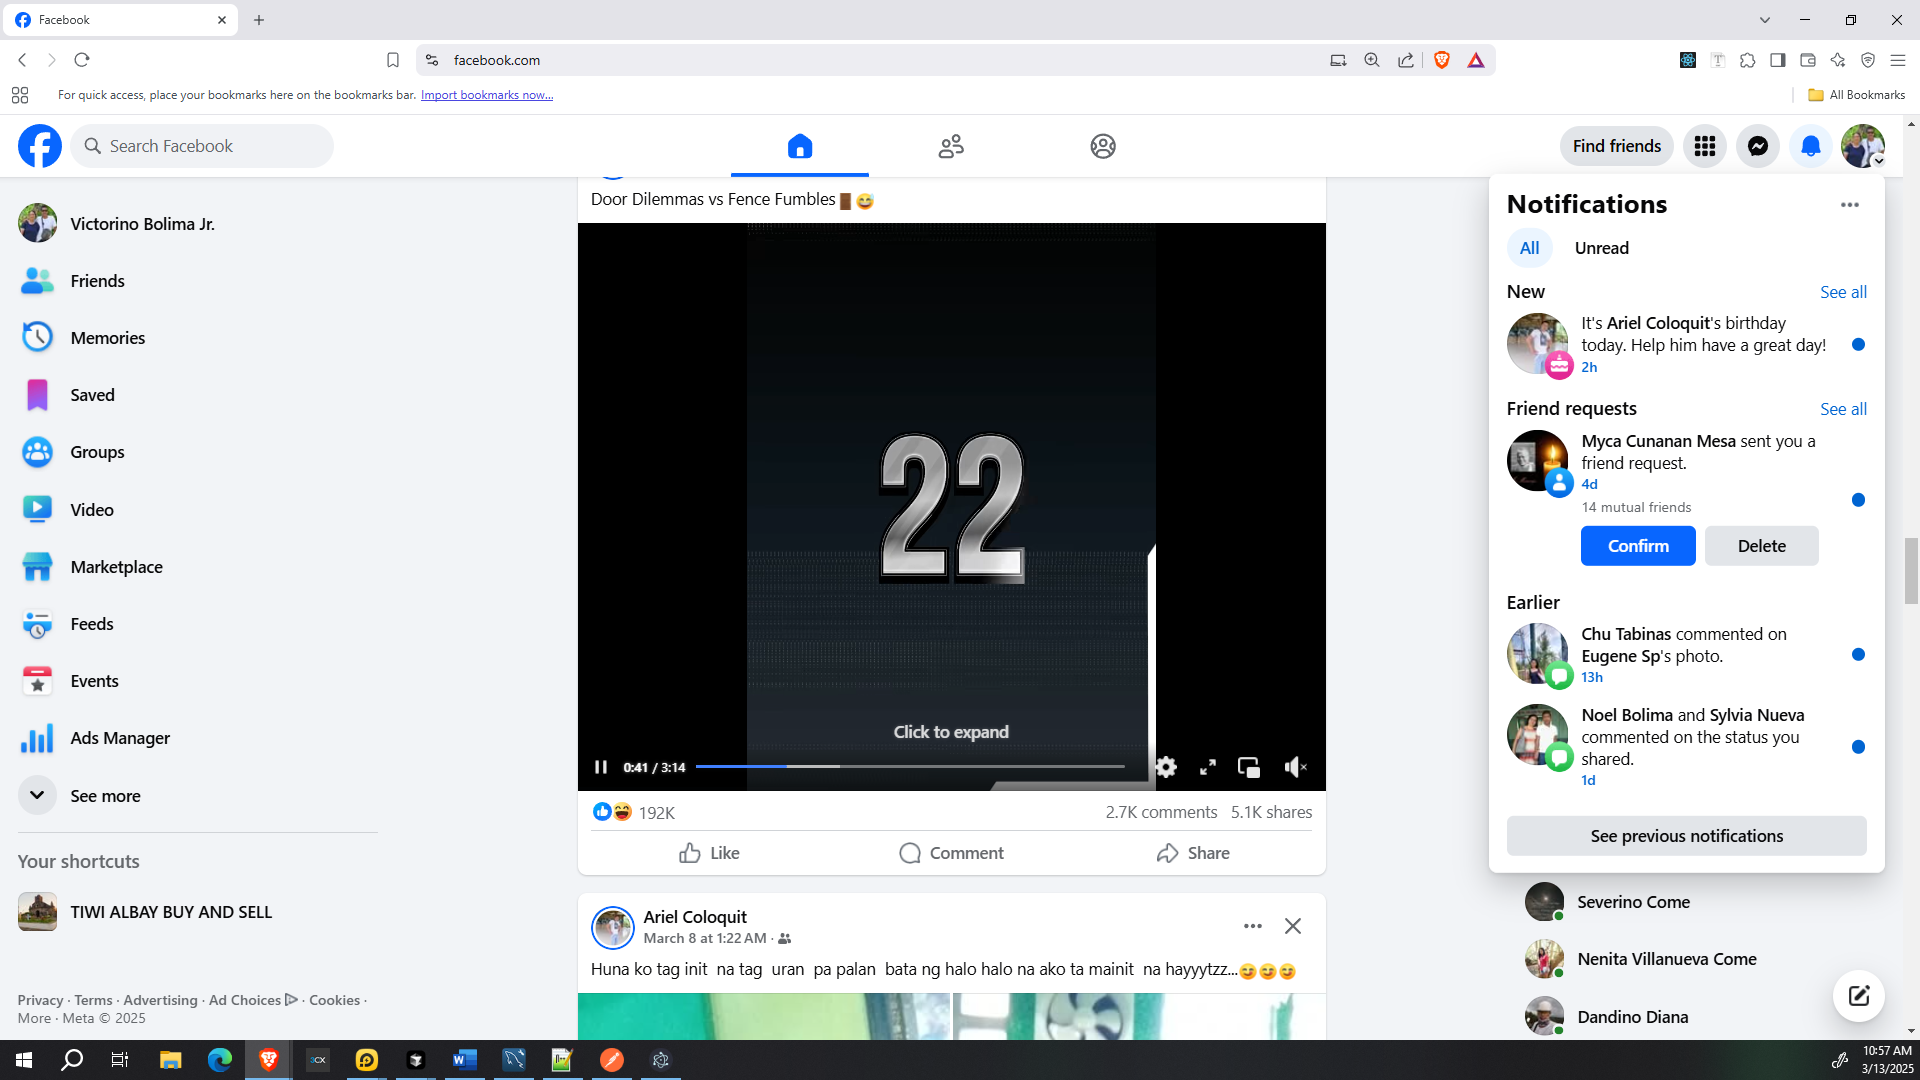 Facebook
facebook.com
For quick access, place your bookmarks here on the bookmarks bar. Import bookmarks now...
All Bookmarks
Search Facebook
Find friends
Victorino Bolima Jr.
Friends
Memories
Saved
Groups
Video
Marketplace
Feeds
Events
Ads Manager
See more
Your shortcuts
TIWI ALBAY BUY AND SELL
Privacy · Terms · Advertising · Ad Choices · Cookies ·
More · Meta © 2025
Door Dilemmas vs Fence Fumbles🚪😅
22
Click to expand
0:41 / 3:14
192K
2.7K comments 5.1K shares
Like
Comment
Share
Ariel Coloquit
March 8 at 1:22 AM ·
Huna ko tag init na tag uran pa palan bata ng halo halo na ako ta mainit na hayyytzz...😊😊😊
Notifications
All
Unread
New
See all
It's Ariel Coloquit's birthday
today. Help him have a great day!
2h
Friend requests
See all
Myca Cunanan Mesa sent you a
friend request.
4d
14 mutual friends
Confirm
Delete
Earlier
Chu Tabinas commented on
Eugene Sp's photo.
13h
Noel Bolima and Sylvia Nueva
commented on the status you
shared.
1d
See previous notifications
Severino Come
Nenita Villanueva Come
Dandino Diana
10:57 AM
3/13/2025